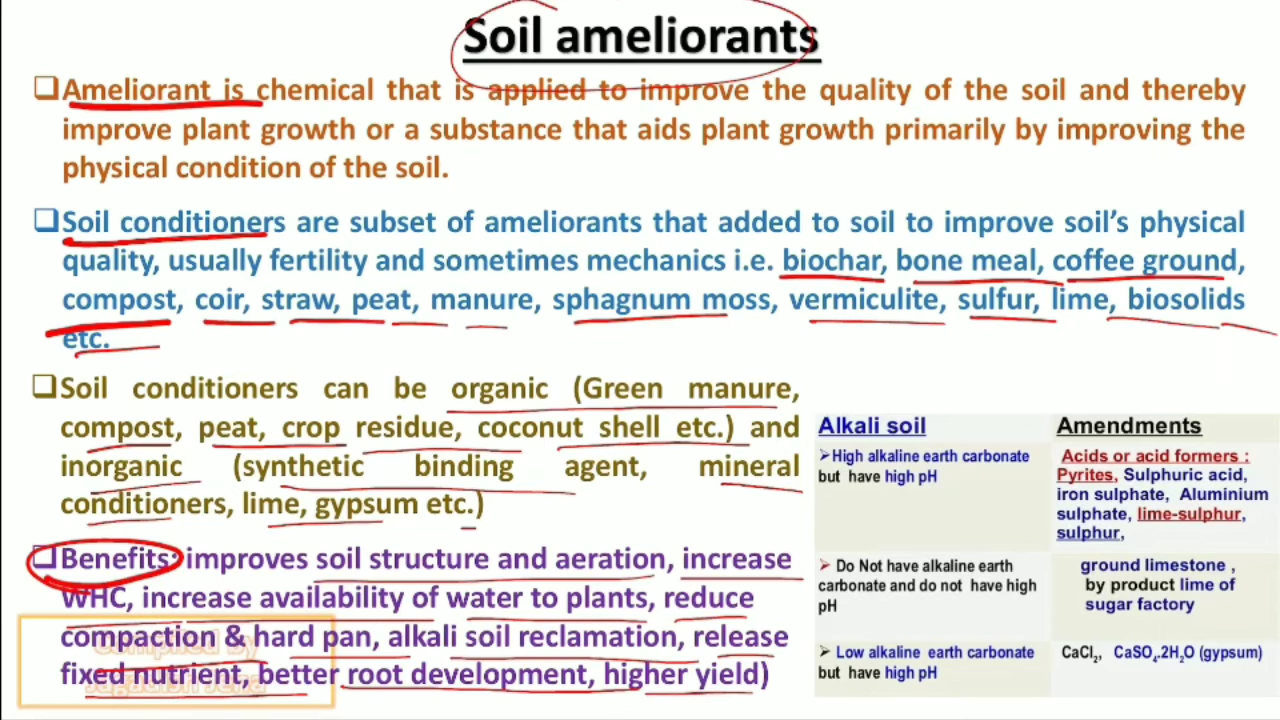 Soil ameliorants
❑Ameliorant is chemical that is applied to improve the quality of the soil and thereby
improve plant growth or a substance that aids plant growth primarily by improving the
physical condition of the soil.
❑Soil conditioners are subset of ameliorants that added to soil to improve soil’s physical
quality, usually fertility and sometimes mechanics i.e. biochar, bone meal, coffee ground,
compost, coir, straw, peat, manure, sphagnum moss, vermiculite, sulfur, lime, biosolids
etc.
❑Soil conditioners can be organic (Green manure,
compost, peat, crop residue, coconut shell etc.) and
inorganic (synthetic binding agent, mineral
conditioners, lime, gypsum etc.)
❑Benefits: improves soil structure and aeration, increase
WHC, increase availability of water to plants, reduce
compaction & hard pan, alkali soil reclamation, release
fixed nutrient, better root development, higher yield)
Compiled By
Jagadish Jena
Alkali soil
Amendments
➢High alkaline earth carbonate
but have high pH
Acids or acid formers :
Pyrites, Sulphuric acid,
iron sulphate, Aluminium
sulphate, lime-sulphur,
sulphur,
➢ Do Not have alkaline earth
carbonate and do not have high
pH
ground limestone ,
by product lime of
sugar factory
➢ Low alkaline earth carbonate
but have high pH
CaCl2, CaSO4.2H2O (gypsum)